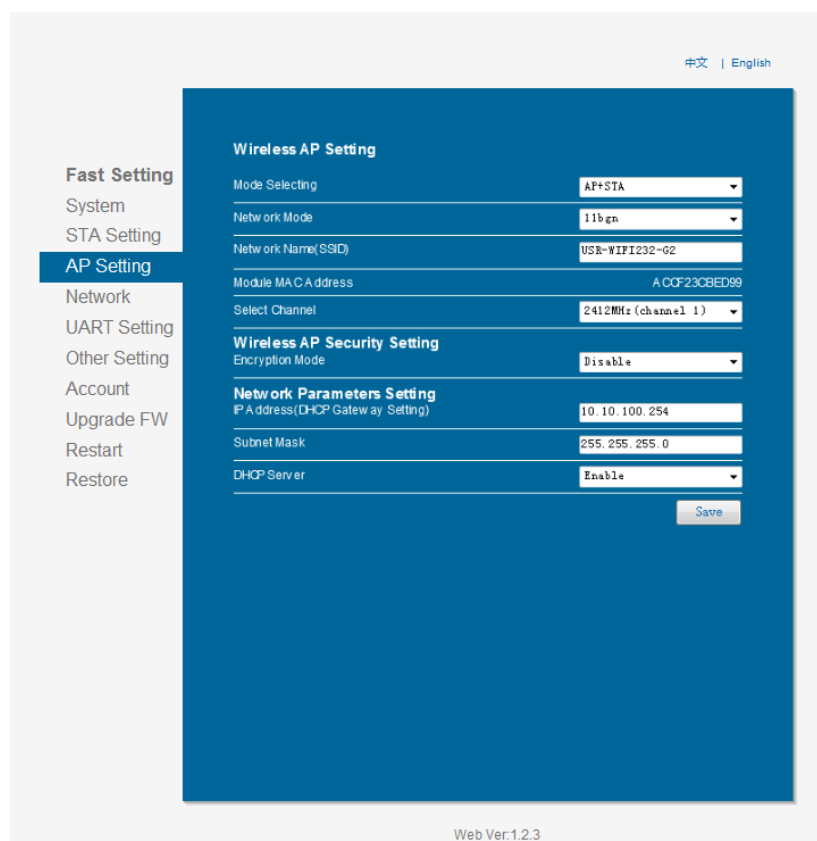 中文 | English
Wireless AP Setting
Fast Setting
System
STA Setting
AP Setting
Network
UART Setting
Other Setting
Account
Upgrade FW
Restart
Restore
Mode Selecting AP+STA
Network Mode 11bgn
Network Name(SSID) USR-WIFI232-G2
Module MAC Address ACCF23CBED99
Select Channel 2412MHz(channel 1)
Wireless AP Security Setting
Encryption Mode Disable
Network Parameters Setting
IP Address(DHCP Gateway Setting) 10.10.100.254
Subnet Mask 255.255.255.0
DHCP Server Enable
Save
Web Ver:1.2.3